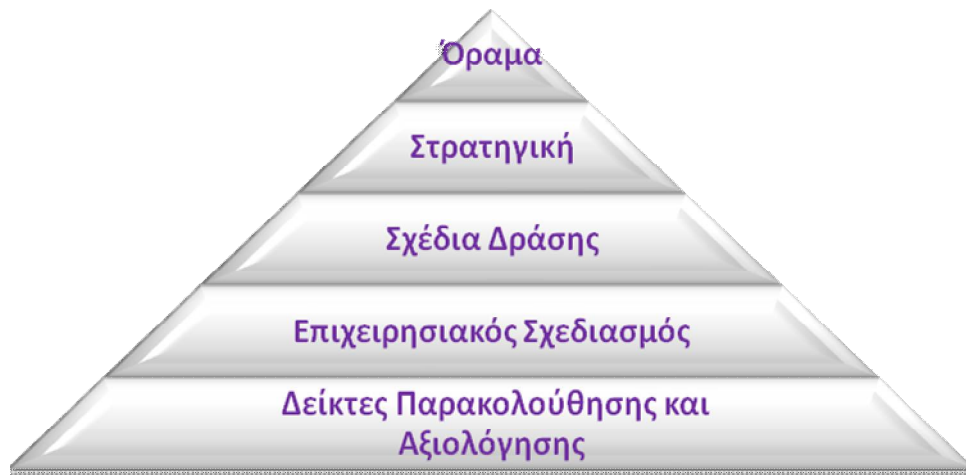 Όραμα
Στρατηγική
Σχέδια Δράσης
Επιχειρησιακός Σχεδιασμός
Δείκτες Παρακολούθησης και
Αξιολόγησης